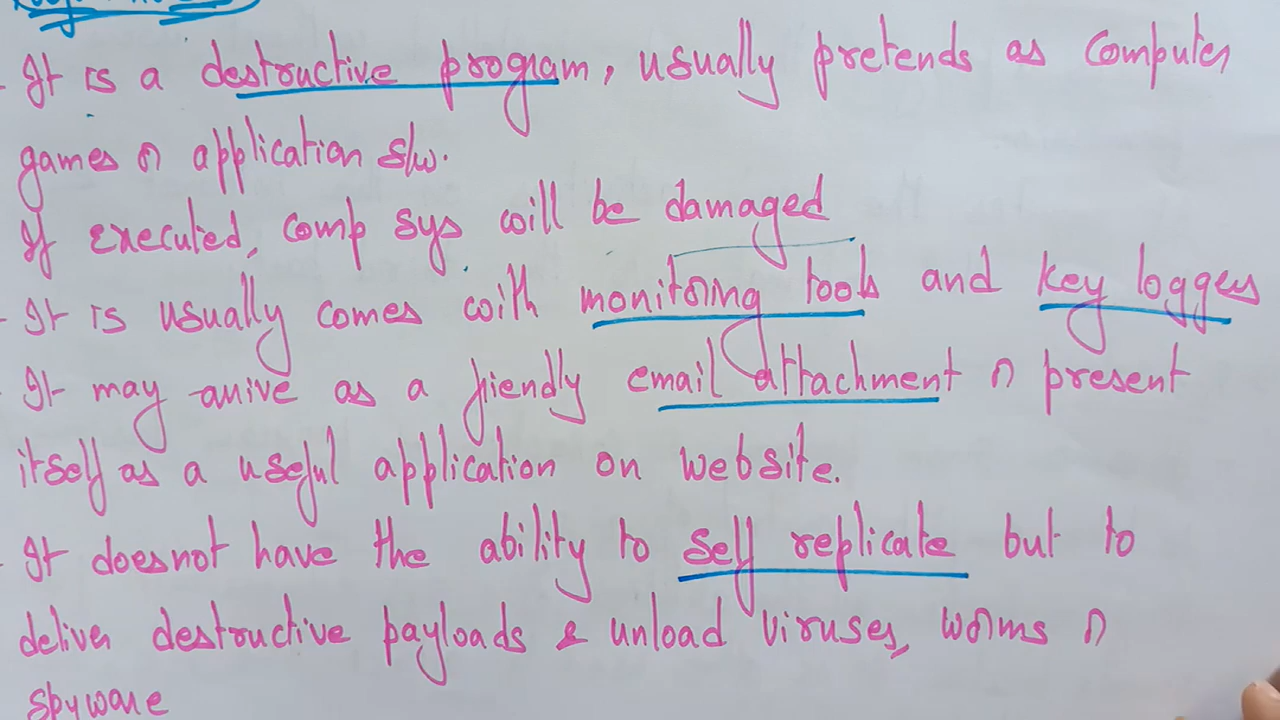 - It is a destructive program, usually pretends as computer
games or application s/w.
If executed, comp sys will be damaged
- It is usually comes with monitoring tools and key loggers
- It may arrive as a friendly email attachment or present
itself as a useful application on website.
- It doesnot have the ability to self replicate but to
deliver destructive payloads & unload viruses, worms or
spyware